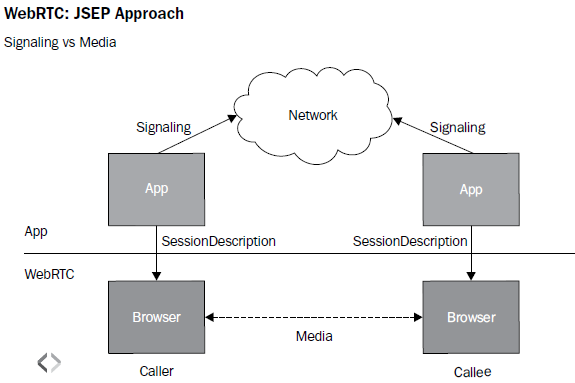 WebRTC: JSEP Approach
Signaling vs Media
Network
Signaling
Signaling
App
App
App
SessionDescription
SessionDescription
WebRTC
Browser
Browser
Media
Caller
Callee